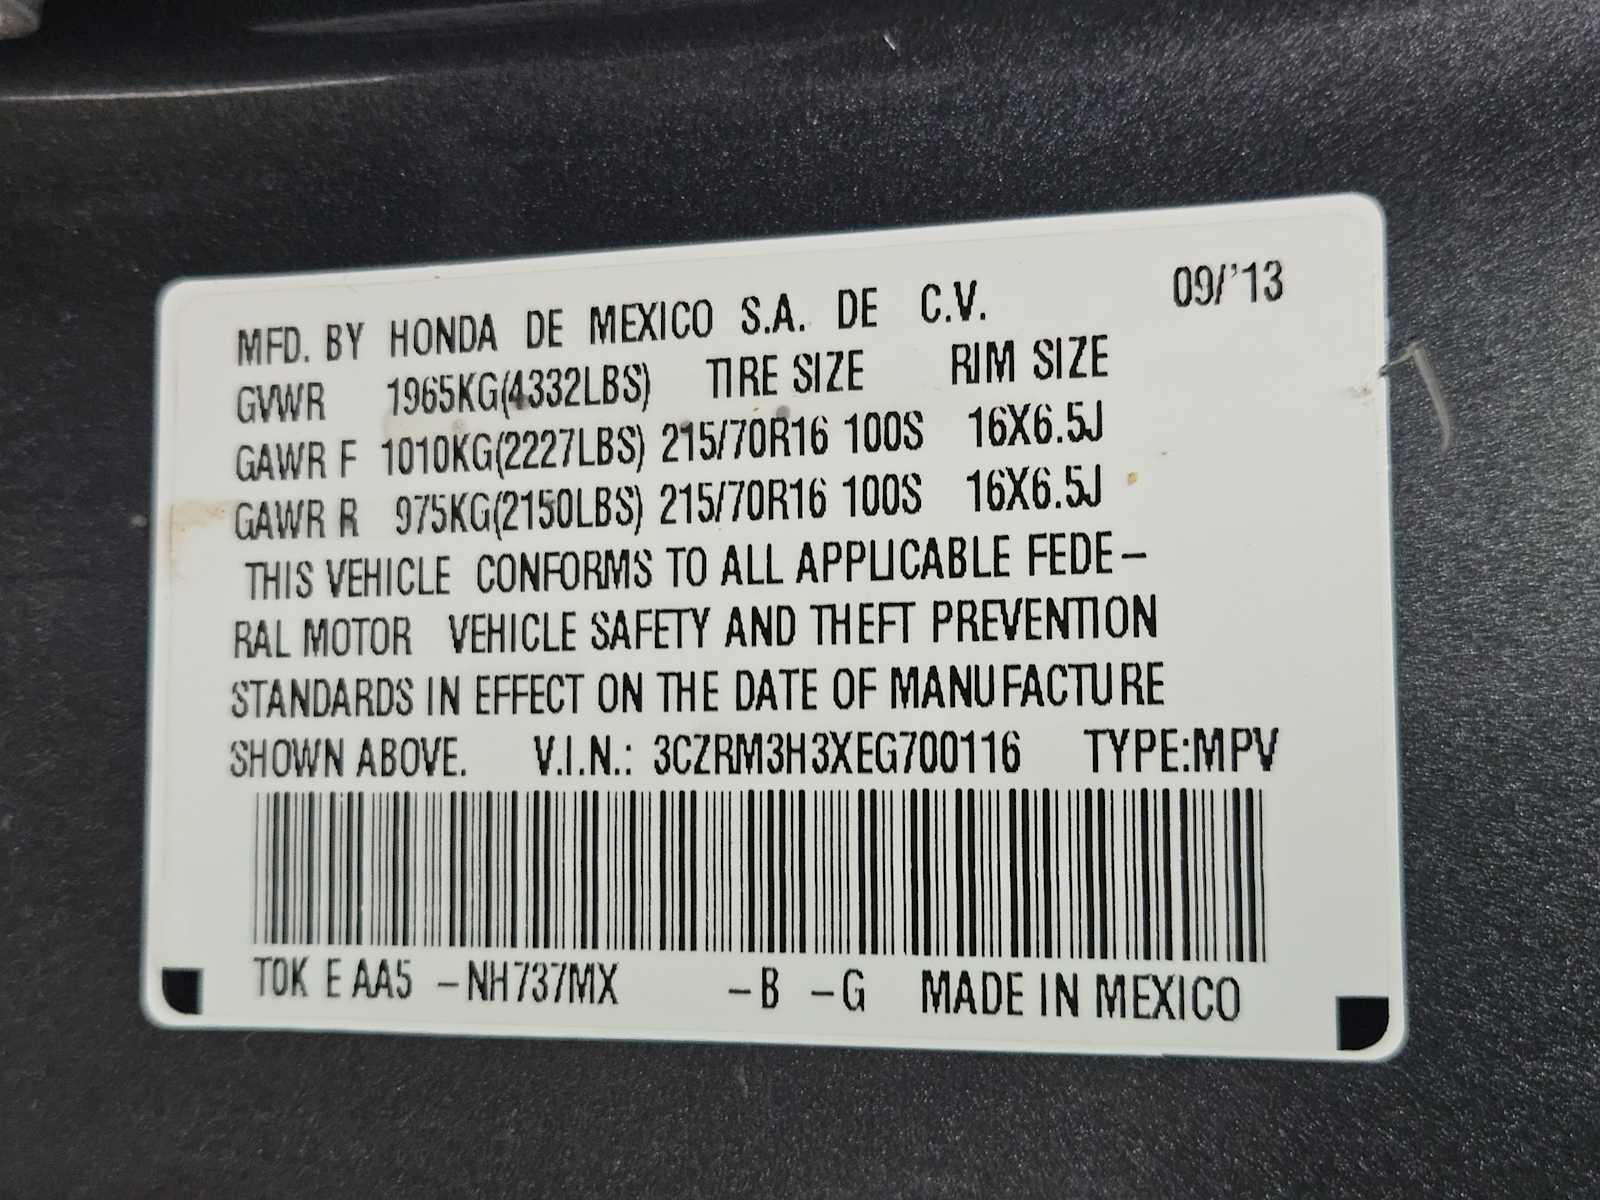 MFD. BY HONDA DE MEXICO S.A. DE C.V. 09/'13
GVWR 1965KG(4332LBS) TIRE SIZE RIM SIZE
GAWR F 1010KG(2227LBS) 215/70R16 100S 16X6.5J
GAWR R 975KG(2150LBS) 215/70R16 100S 16X6.5J
THIS VEHICLE CONFORMS TO ALL APPLICABLE FEDE-
RAL MOTOR VEHICLE SAFETY AND THEFT PREVENTION
STANDARDS IN EFFECT ON THE DATE OF MANUFACTURE
SHOWN ABOVE. V.I.N.: 3CZRM3H3XEG700116 TYPE:MPV
T0K E AA5 -NH737MX -B -G MADE IN MEXICO